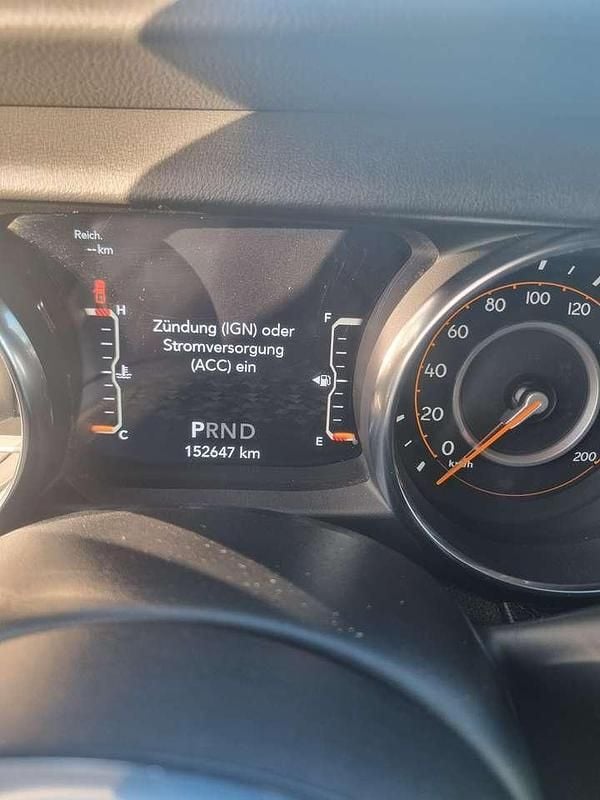 Reich.
--km
H
C
Zündung (IGN) oder
Stromversorgung
(ACC) ein
PRND
152647 km
F
E
0
20
40
60
80
100
120
200
km/h